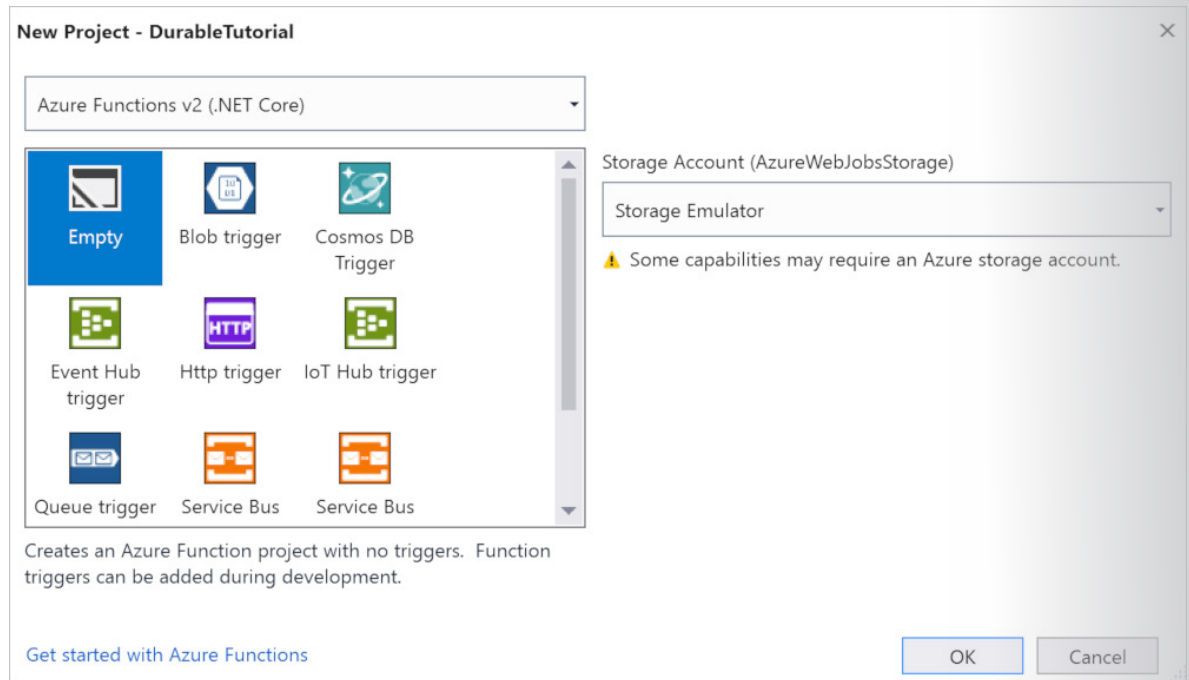 New Project - DurableTutorial
Azure Functions v2 (.NET Core)
Storage Account (AzureWebJobsStorage)
Storage Emulator
Some capabilities may require an Azure storage account.
Empty
Blob trigger
Cosmos DB
Trigger
Event Hub
trigger
HTTP
Http trigger
IoT Hub trigger
Queue trigger
Service Bus
Service Bus
Creates an Azure Function project with no triggers. Function
triggers can be added during development.
Get started with Azure Functions
OK
Cancel